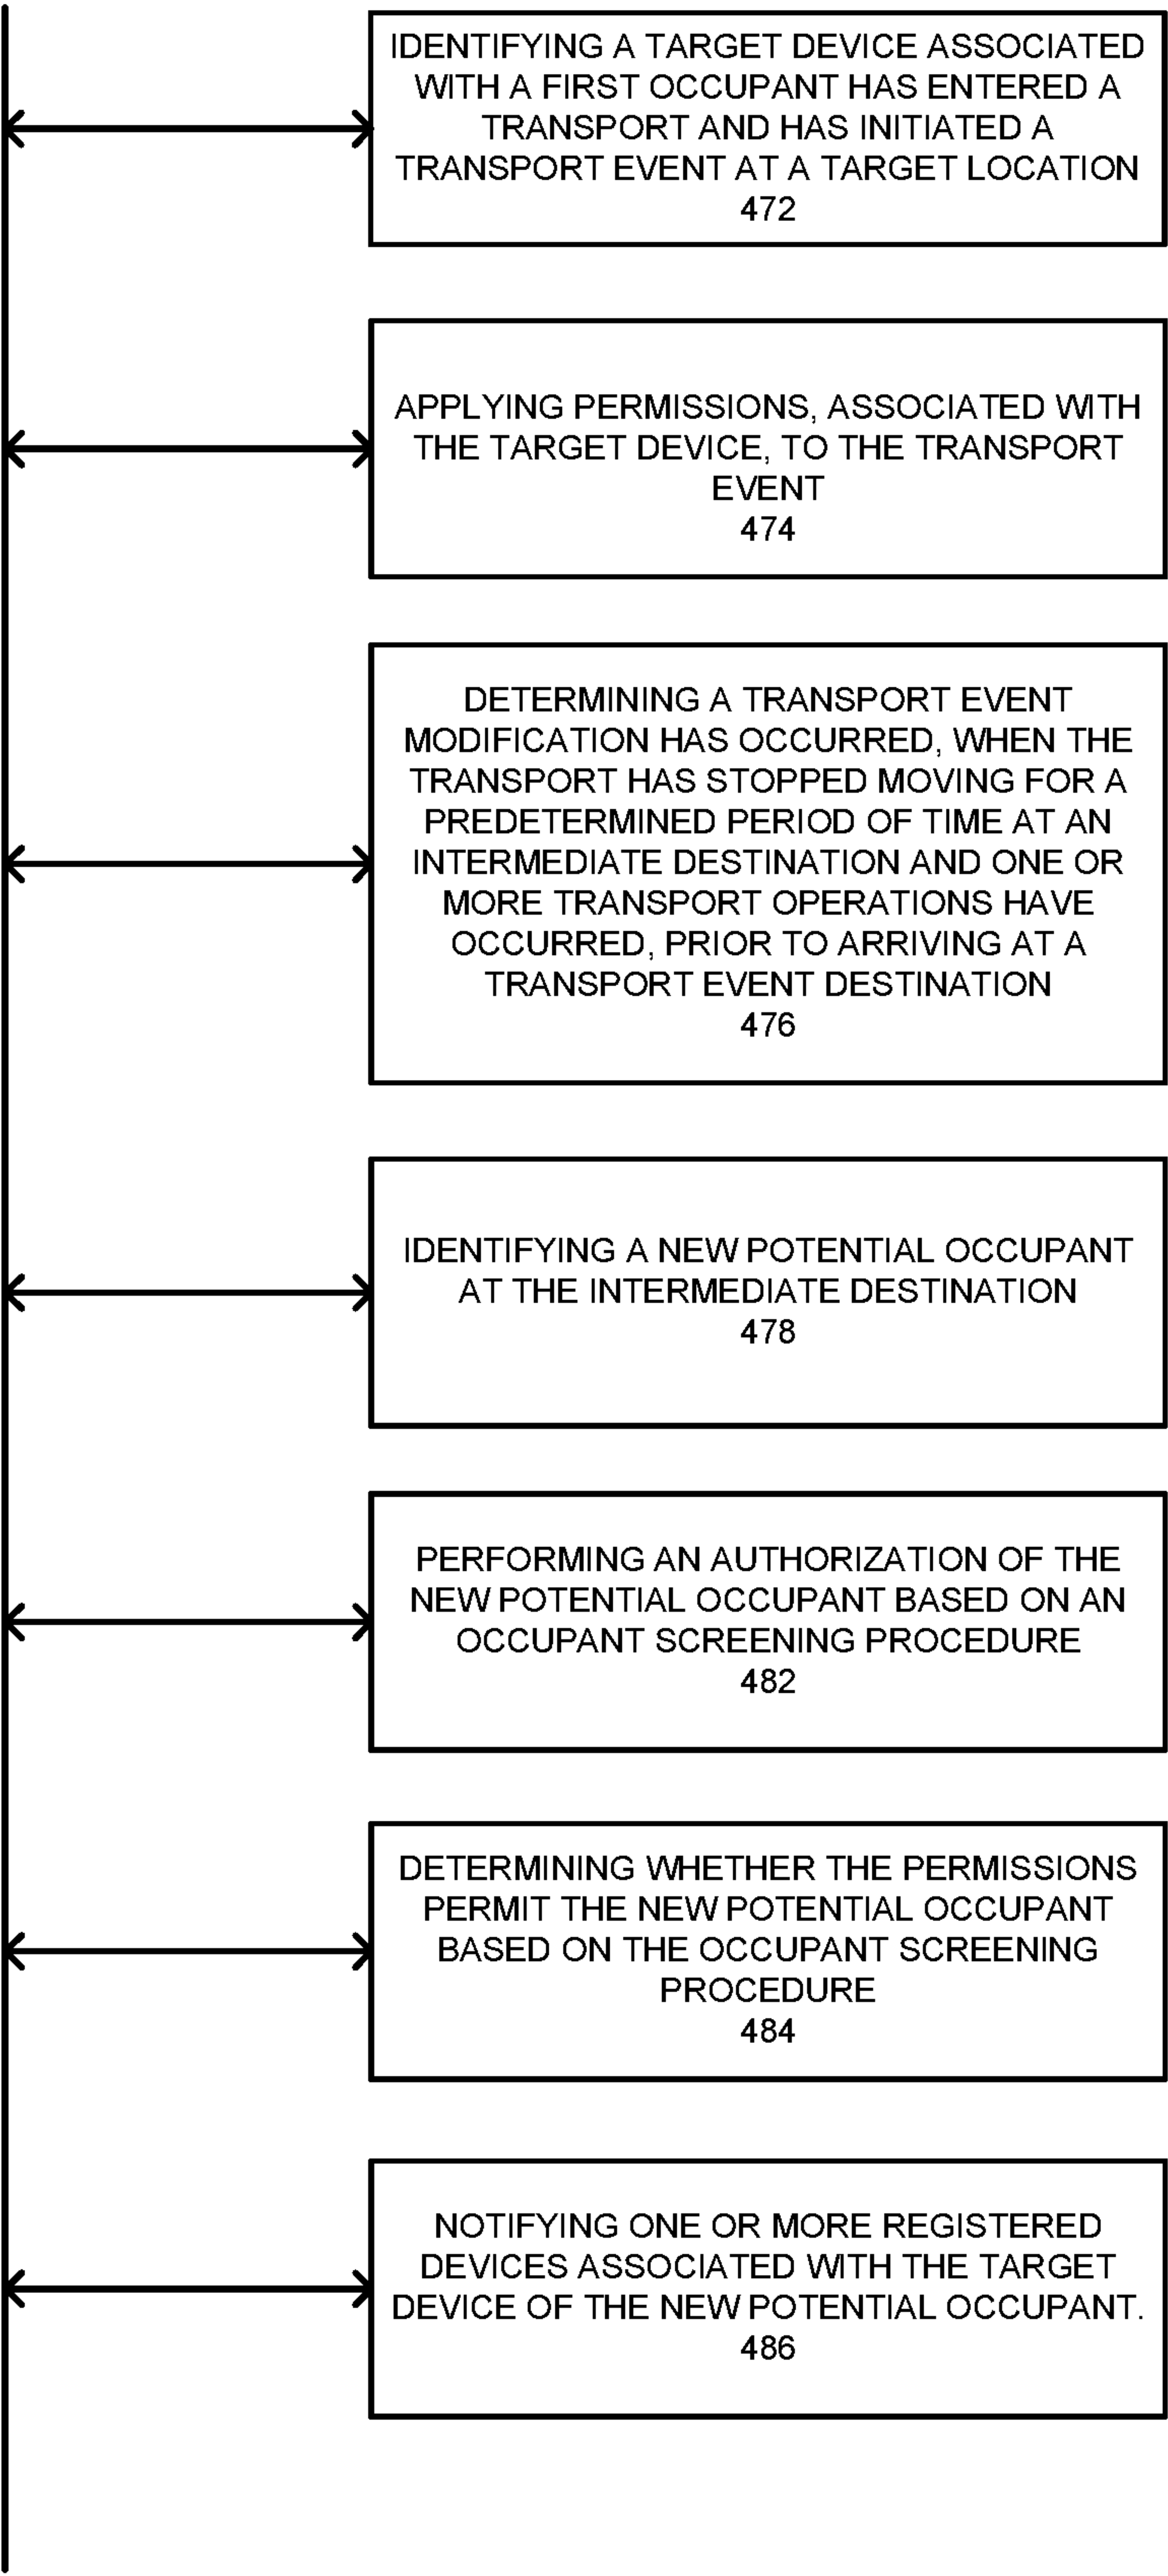 IDENTIFYING A TARGET DEVICE ASSOCIATED
WITH A FIRST OCCUPANT HAS ENTERED A
TRANSPORT AND HAS INITIATED A
TRANSPORT EVENT AT A TARGET LOCATION
472
APPLYING PERMISSIONS, ASSOCIATED WITH
THE TARGET DEVICE, TO THE TRANSPORT
EVENT
474
DETERMINING A TRANSPORT EVENT
MODIFICATION HAS OCCURRED, WHEN THE
TRANSPORT HAS STOPPED MOVING FOR A
PREDETERMINED PERIOD OF TIME AT AN
INTERMEDIATE DESTINATION AND ONE OR
MORE TRANSPORT OPERATIONS HAVE
OCCURRED, PRIOR TO ARRIVING AT A
TRANSPORT EVENT DESTINATION
476
IDENTIFYING A NEW POTENTIAL OCCUPANT
AT THE INTERMEDIATE DESTINATION
478
PERFORMING AN AUTHORIZATION OF THE
NEW POTENTIAL OCCUPANT BASED ON AN
OCCUPANT SCREENING PROCEDURE
482
DETERMINING WHETHER THE PERMISSIONS
PERMIT THE NEW POTENTIAL OCCUPANT
BASED ON THE OCCUPANT SCREENING
PROCEDURE
484
NOTIFYING ONE OR MORE REGISTERED
DEVICES ASSOCIATED WITH THE TARGET
DEVICE OF THE NEW POTENTIAL OCCUPANT.
486